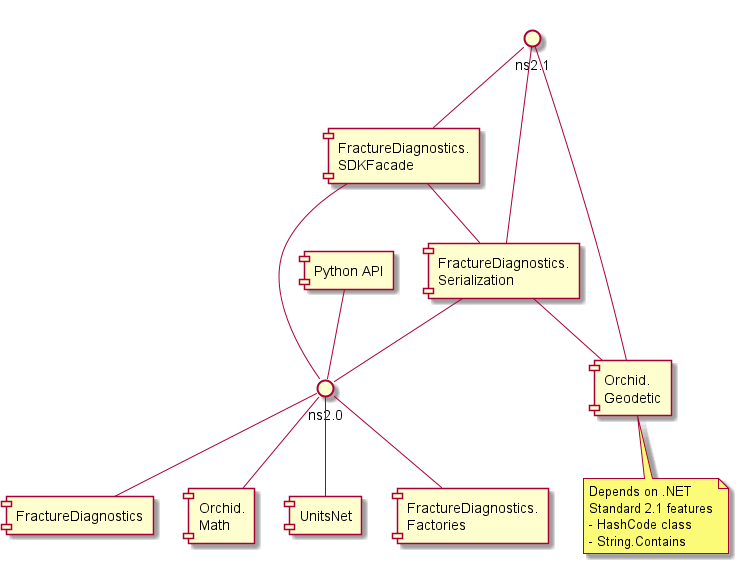 ns2.1
FractureDiagnostics.
SDKFacade
Python API
FractureDiagnostics.
Serialization
Orchid.
Geodetic
ns2.0
FractureDiagnostics
Orchid.
Math
UnitsNet
FractureDiagnostics.
Factories
Depends on .NET
Standard 2.1 features
- HashCode class
- String.Contains